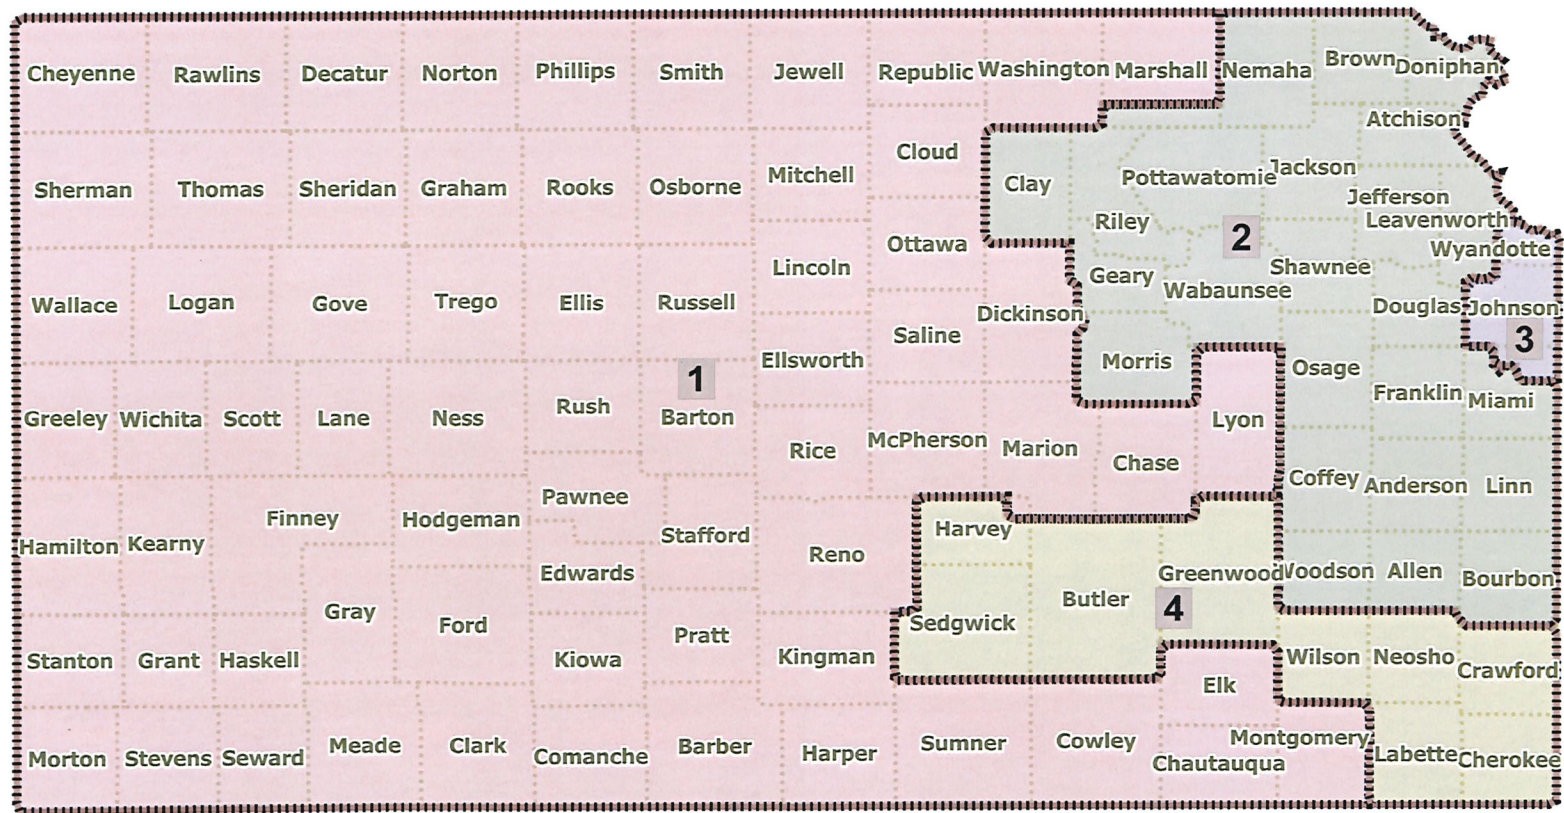 Cheyenne Rawlins Decatur Norton Phillips Smith Jewell Republic Washington Marshall Nemaha Brown Doniphan
Atchison
Cloud
Sherman Thomas Sheridan Graham Rooks Osborne Mitchell Clay Pottawatomie Jackson
Jefferson
Riley Leavenworth
Ottawa 2 Wyandotte
Lincoln Geary Shawnee
Wabaunsee
Wallace Logan Gove Trego Ellis Russell Dickinson Douglas Johnson
Saline 3
Ellsworth Morris Osage
1
Greeley Wichita Scott Lane Ness Rush Barton Lyon Franklin Miami
Rice McPherson Marion Chase
Coffey Anderson Linn
Pawnee
Finney Hodgeman Harvey
Hamilton Kearny Stafford Reno
Edwards Greenwood Woodson Allen Bourbon
Gray Ford Butler 4
Sedgwick
Pratt
Stanton Grant Haskell Kiowa Kingman Wilson Neosho Crawford
Elk
Morton Stevens Seward Meade Clark Comanche Barber Harper Sumner Cowley Montgomery Labette Cherokee
Chautauqua